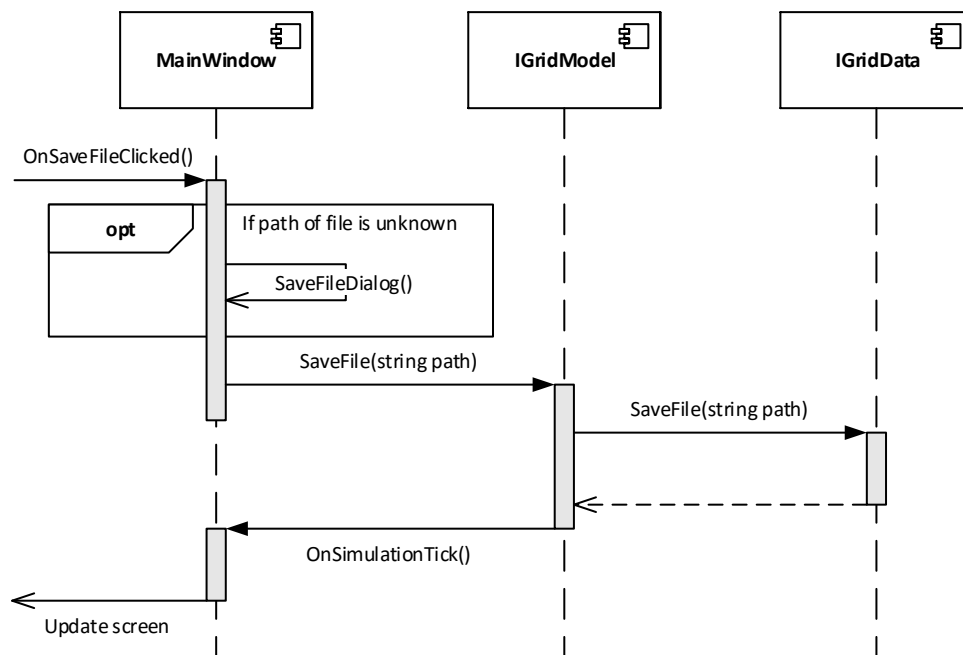 MainWindow
IGridModel
IGridData
OnSaveFileClicked()
opt
If path of file is unknown
SaveFileDialog()
SaveFile(string path)
SaveFile(string path)
OnSimulationTick()
Update screen